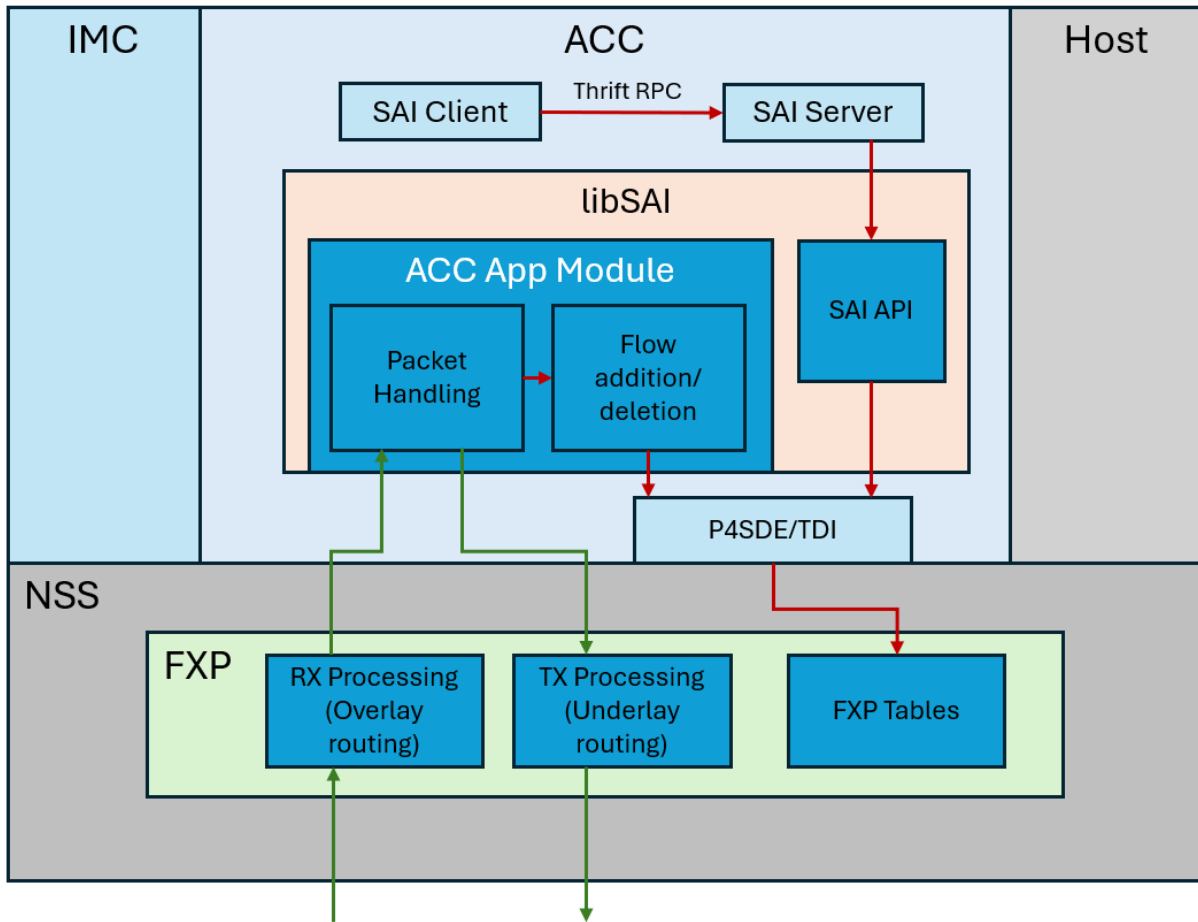 IMC
ACC
Host
Thrift RPC
SAI Client
SAI Server
libSAI
ACC App Module
Packet
Handling
Flow
addition/
deletion
SAI API
P4SDE/TDI
NSS
FXP
RX Processing
(Overlay
routing)
TX Processing
(Underlay
routing)
FXP Tables